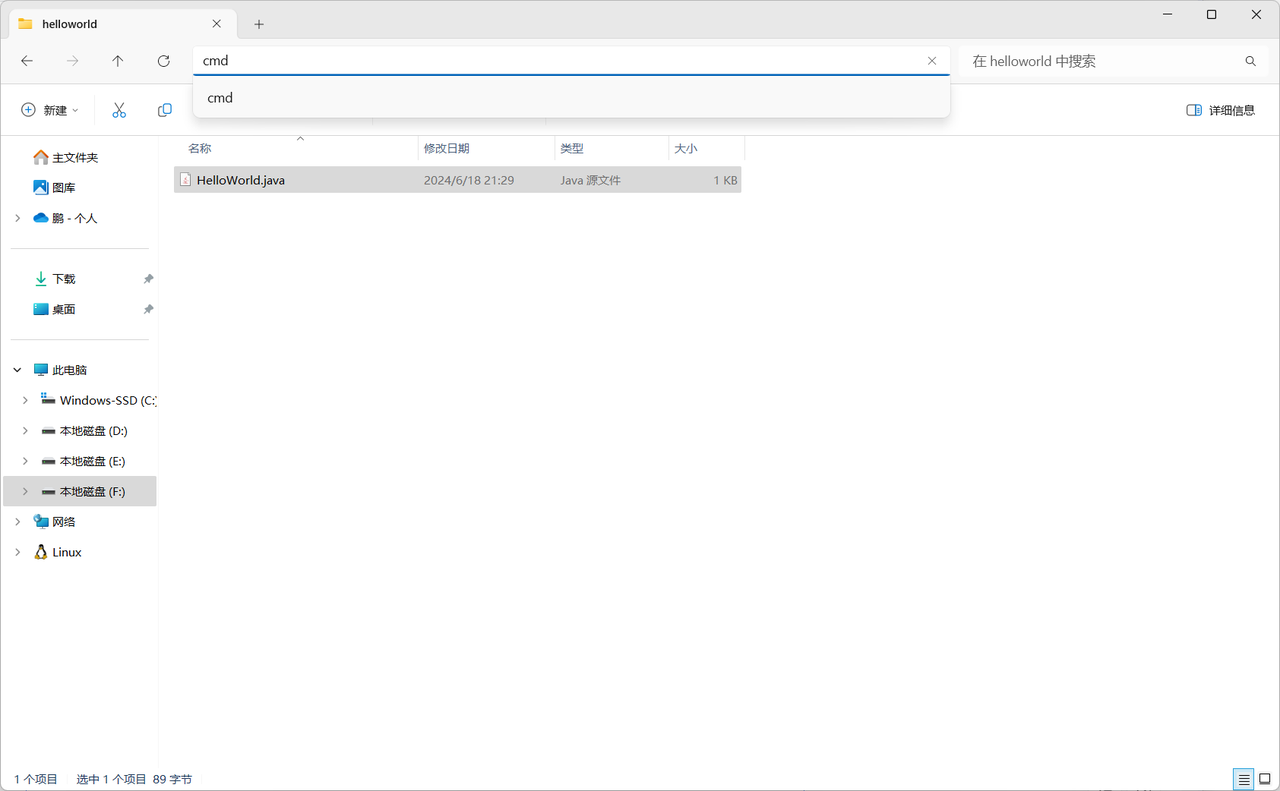 helloworld
cmd
在 helloworld 中搜索
cmd
新建
详细信息
名称 修改日期 类型 大小
HelloWorld.java 2024/6/18 21:29 Java 源文件 1 KB
主文件夹
图库
鹏 - 个人
下载
桌面
此电脑
Windows-SSD (C:)
本地磁盘 (D:)
本地磁盘 (E:)
本地磁盘 (F:)
网络
Linux
1 个项目 选中 1 个项目 89 字节